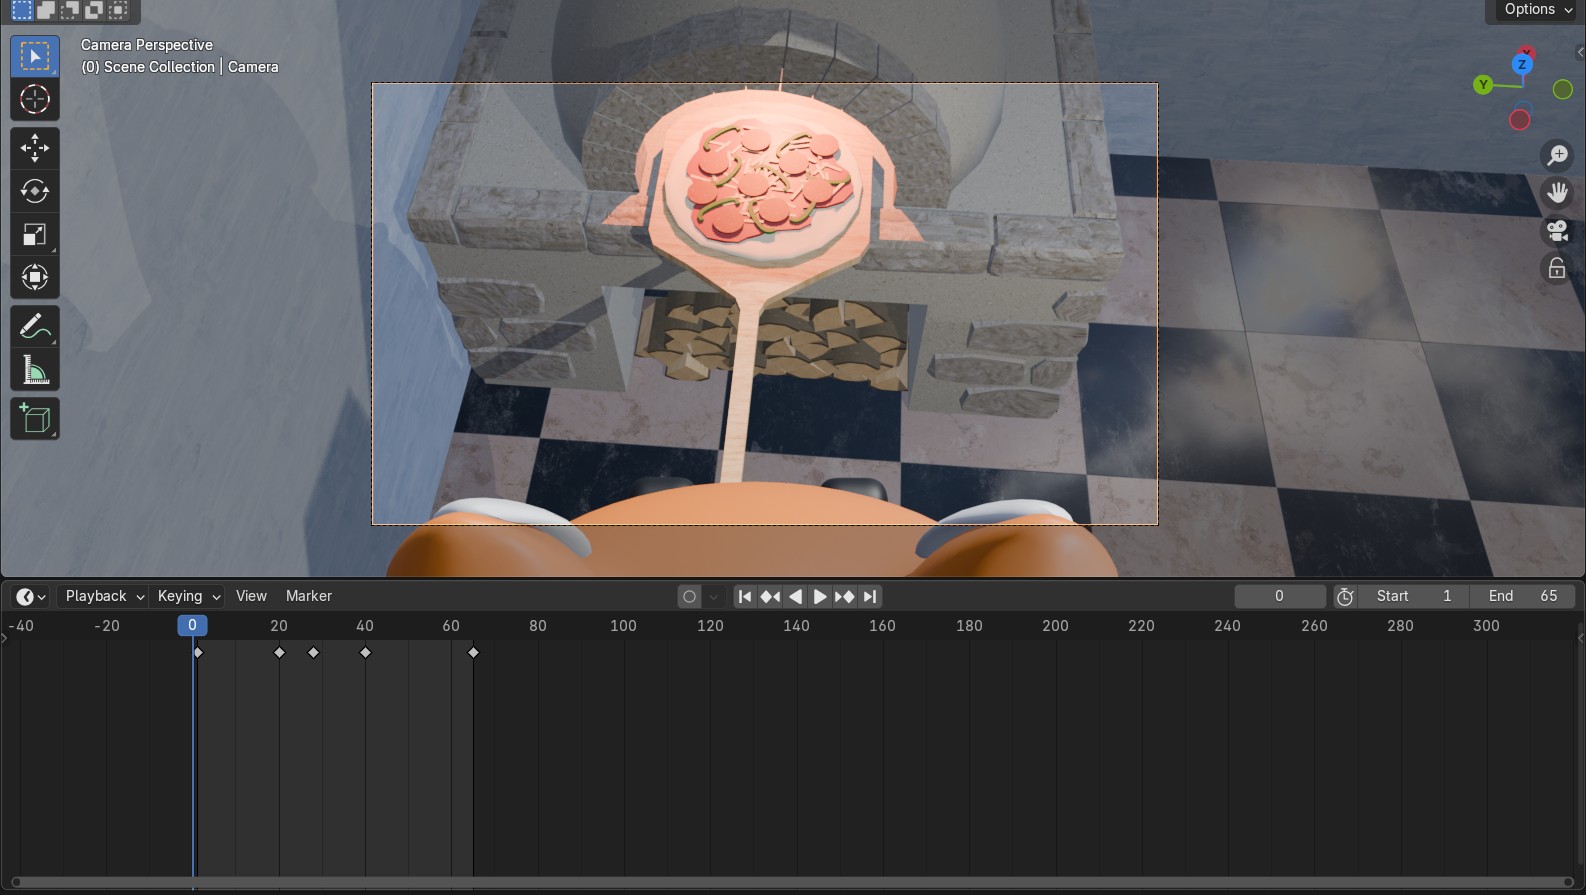 Options
Camera Perspective
(0) Scene Collection | Camera
X
Z
Y
Playback Keying View Marker 0 Start 1 End 65
-40 -20 0 20 40 60 80 100 120 140 160 180 200 220 240 260 280 300